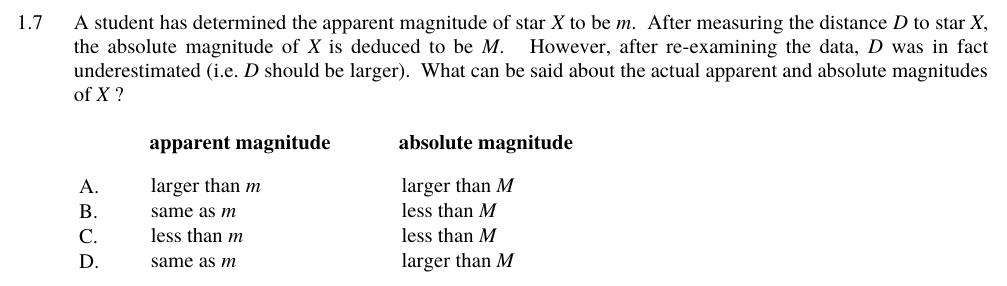 1.7 A student has determined the apparent magnitude of star X to be m. After measuring the distance D to star X,
the absolute magnitude of X is deduced to be M. However, after re-examining the data, D was in fact
underestimated (i.e. D should be larger). What can be said about the actual apparent and absolute magnitudes
of X ?
apparent magnitude absolute magnitude
A. larger than m larger than M
B. same as m less than M
C. less than m less than M
D. same as m larger than M